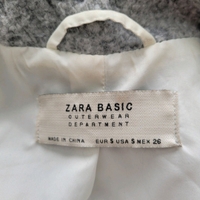 ZARA BASIC
OUTERWEAR
DEPARTMENT
MADE IN CHINA EUR S USA S MEX 26